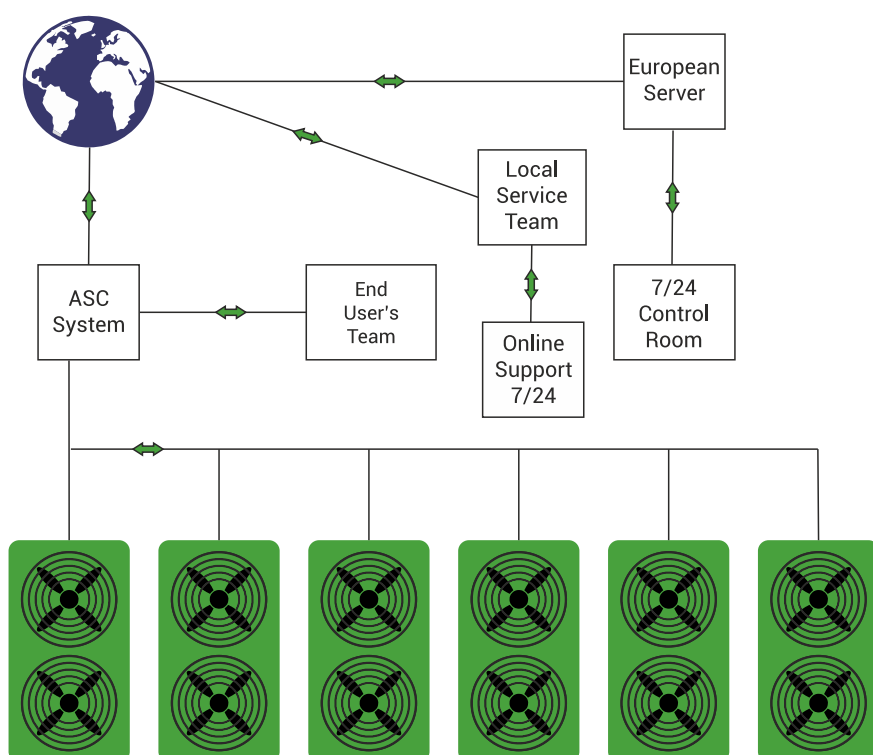 European
Server
Local
Service
Team
ASC
System
End
User's
Team
7/24
Control
Room
Online
Support
7/24